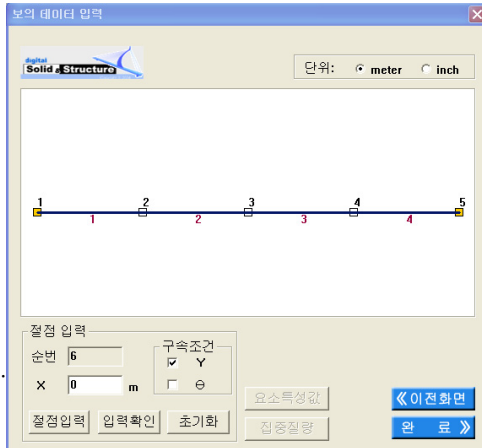 보의 데이터 입력
digital
Solid & Structure
단위: meter inch
1 2 3 4 5
1 2 3 4
절점 입력
순번 6
X 0 m
구속조건
Y
Θ
절점입력 입력확인 초기화
요소특성값
집중질량
《이전화면
완 료 》